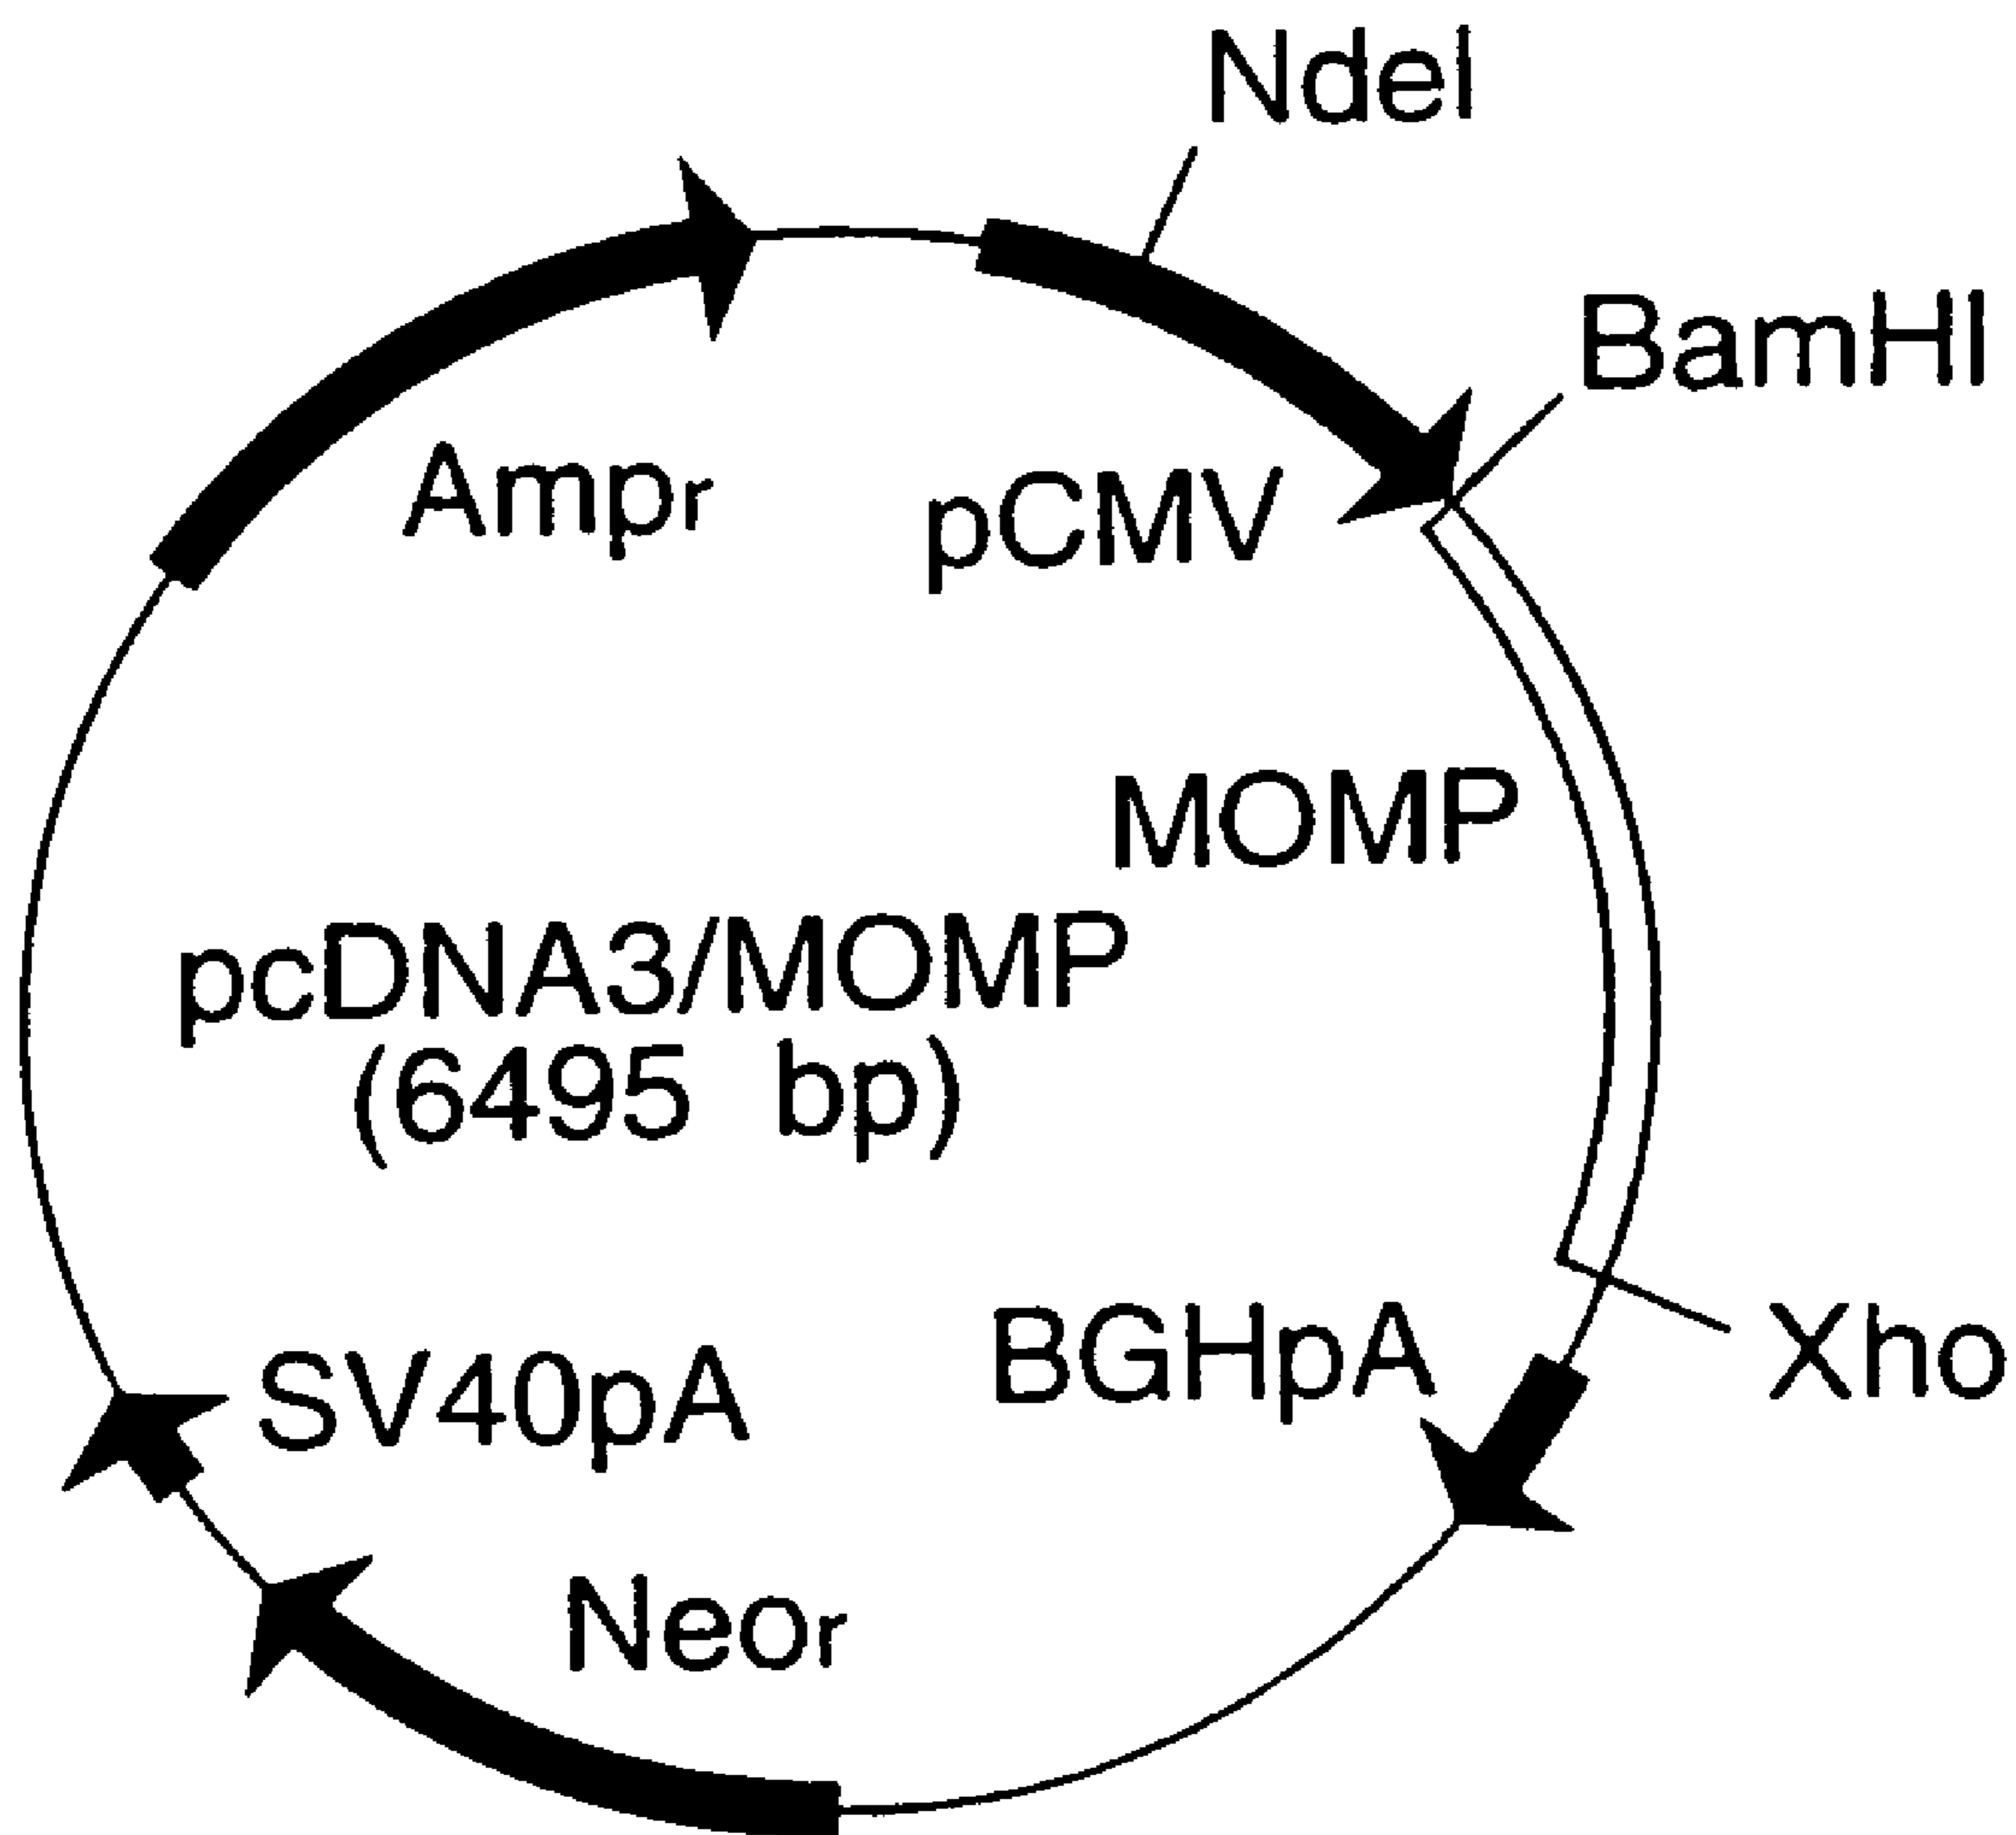 NdeI
BamHI
Ampr
pCMV
MOMP
pcDNA3/MOMP
(6495 bp)
BGHpA
Xho
SV40pA
Neor